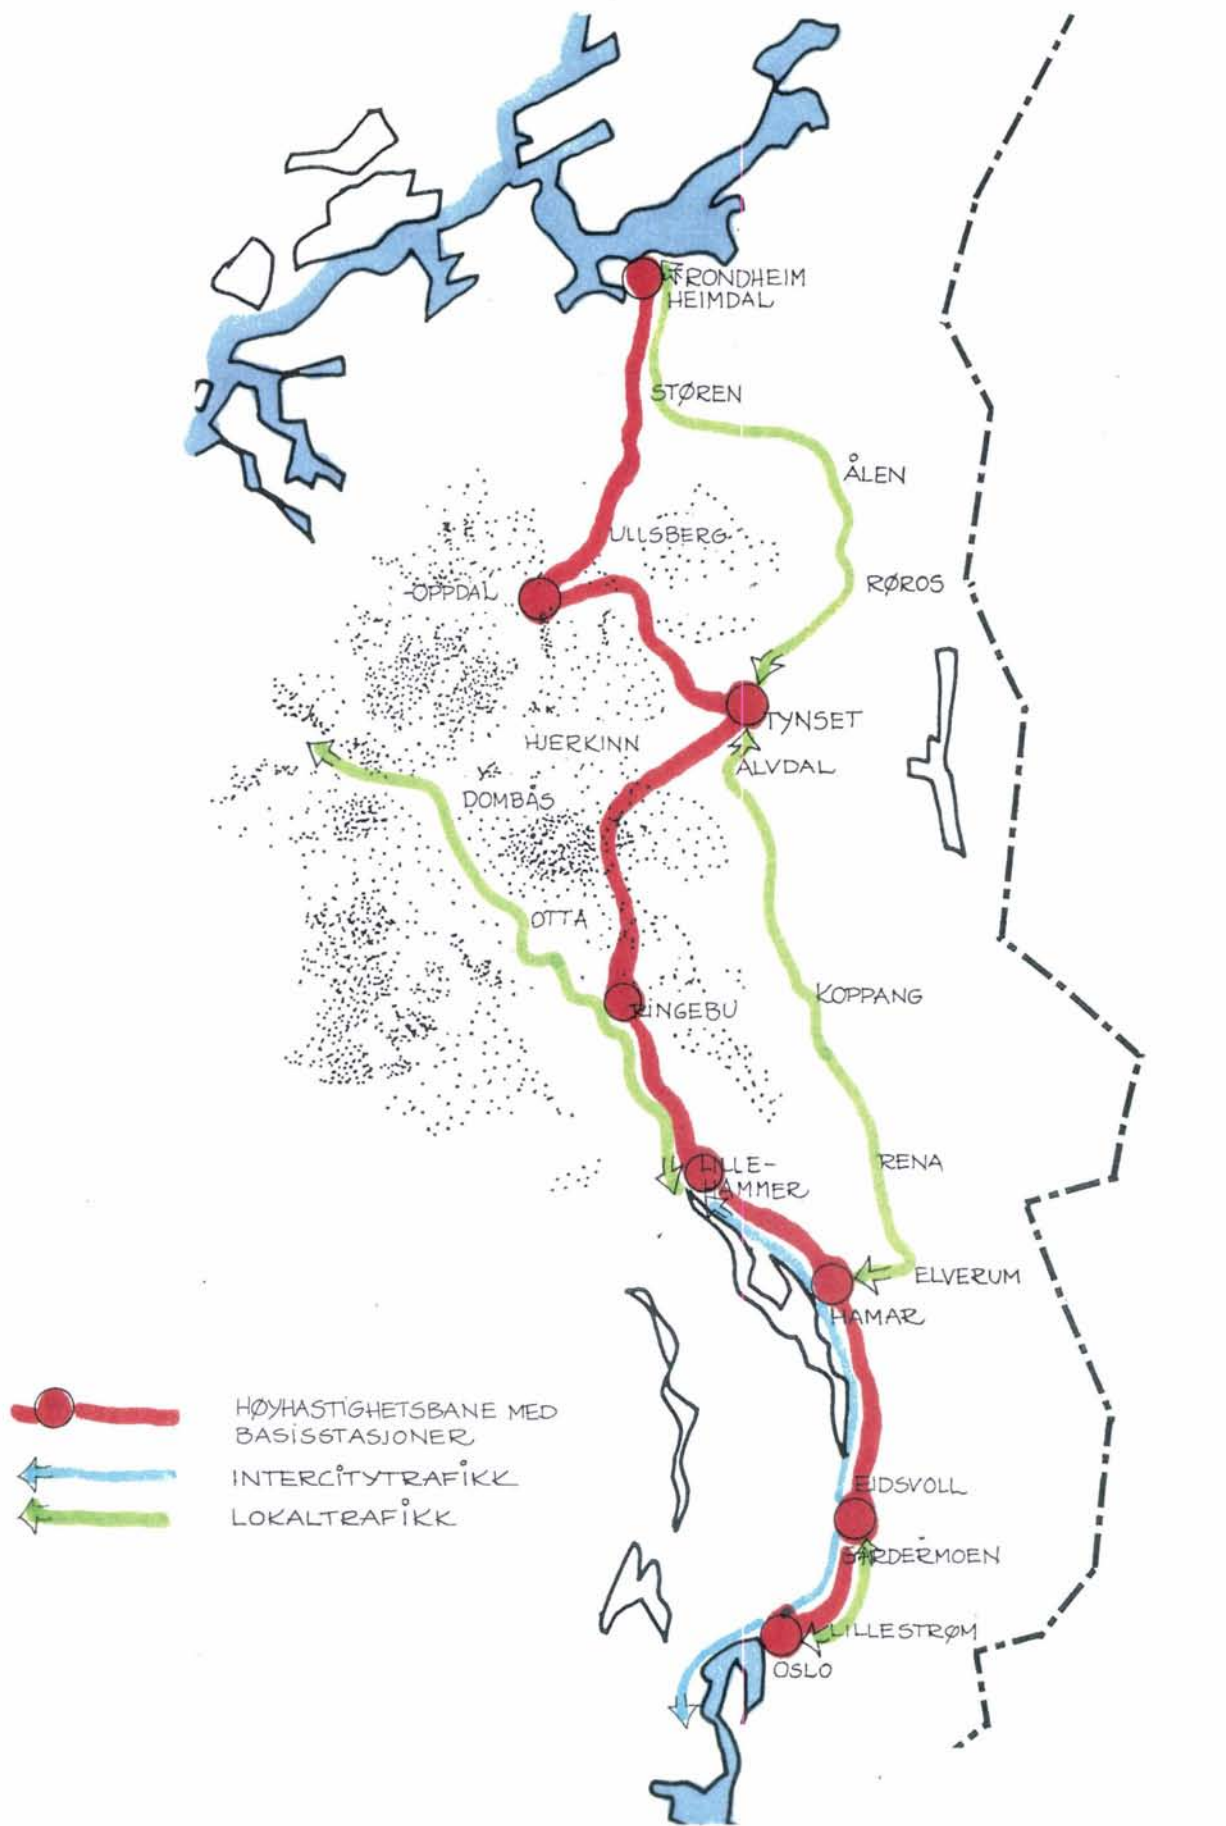 TRONDHEIM
HEIMDAL
STØREN
ÅLEN
ULLSBERG
RØROS
OPPDAL
TYNSET
HJERKINN
ALVDAL
DOMBÅS
OTTA
KOPPANG
RINGEBU
RENA
LILLE-
HAMMER
ELVERUM
HAMAR
HØYHASTIGHETSBANE MED
BASISSTASJONER
INTERCITYTRAFIKK
LOKALTRAFIKK
EIDSVOLL
GARDERMOEN
LILLESTRØM
OSLO